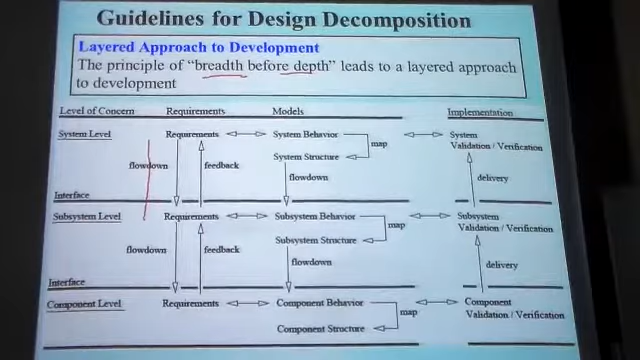 Guidelines for Design Decomposition
Layered Approach to Development
The principle of "breadth before depth" leads to a layered approach
to development
Level of Concern Requirements Models Implementation
System Level Requirements System Behavior System
map
Validation / Verification
System Structure
flowdown feedback flowdown delivery
Interface
Subsystem Level Requirements Subsystem Behavior Subsystem
map
Validation / Verification
Subsystem Structure
flowdown feedback flowdown delivery
Interface
Component Level Requirements Component Behavior Component
map
Validation / Verification
Component Structure